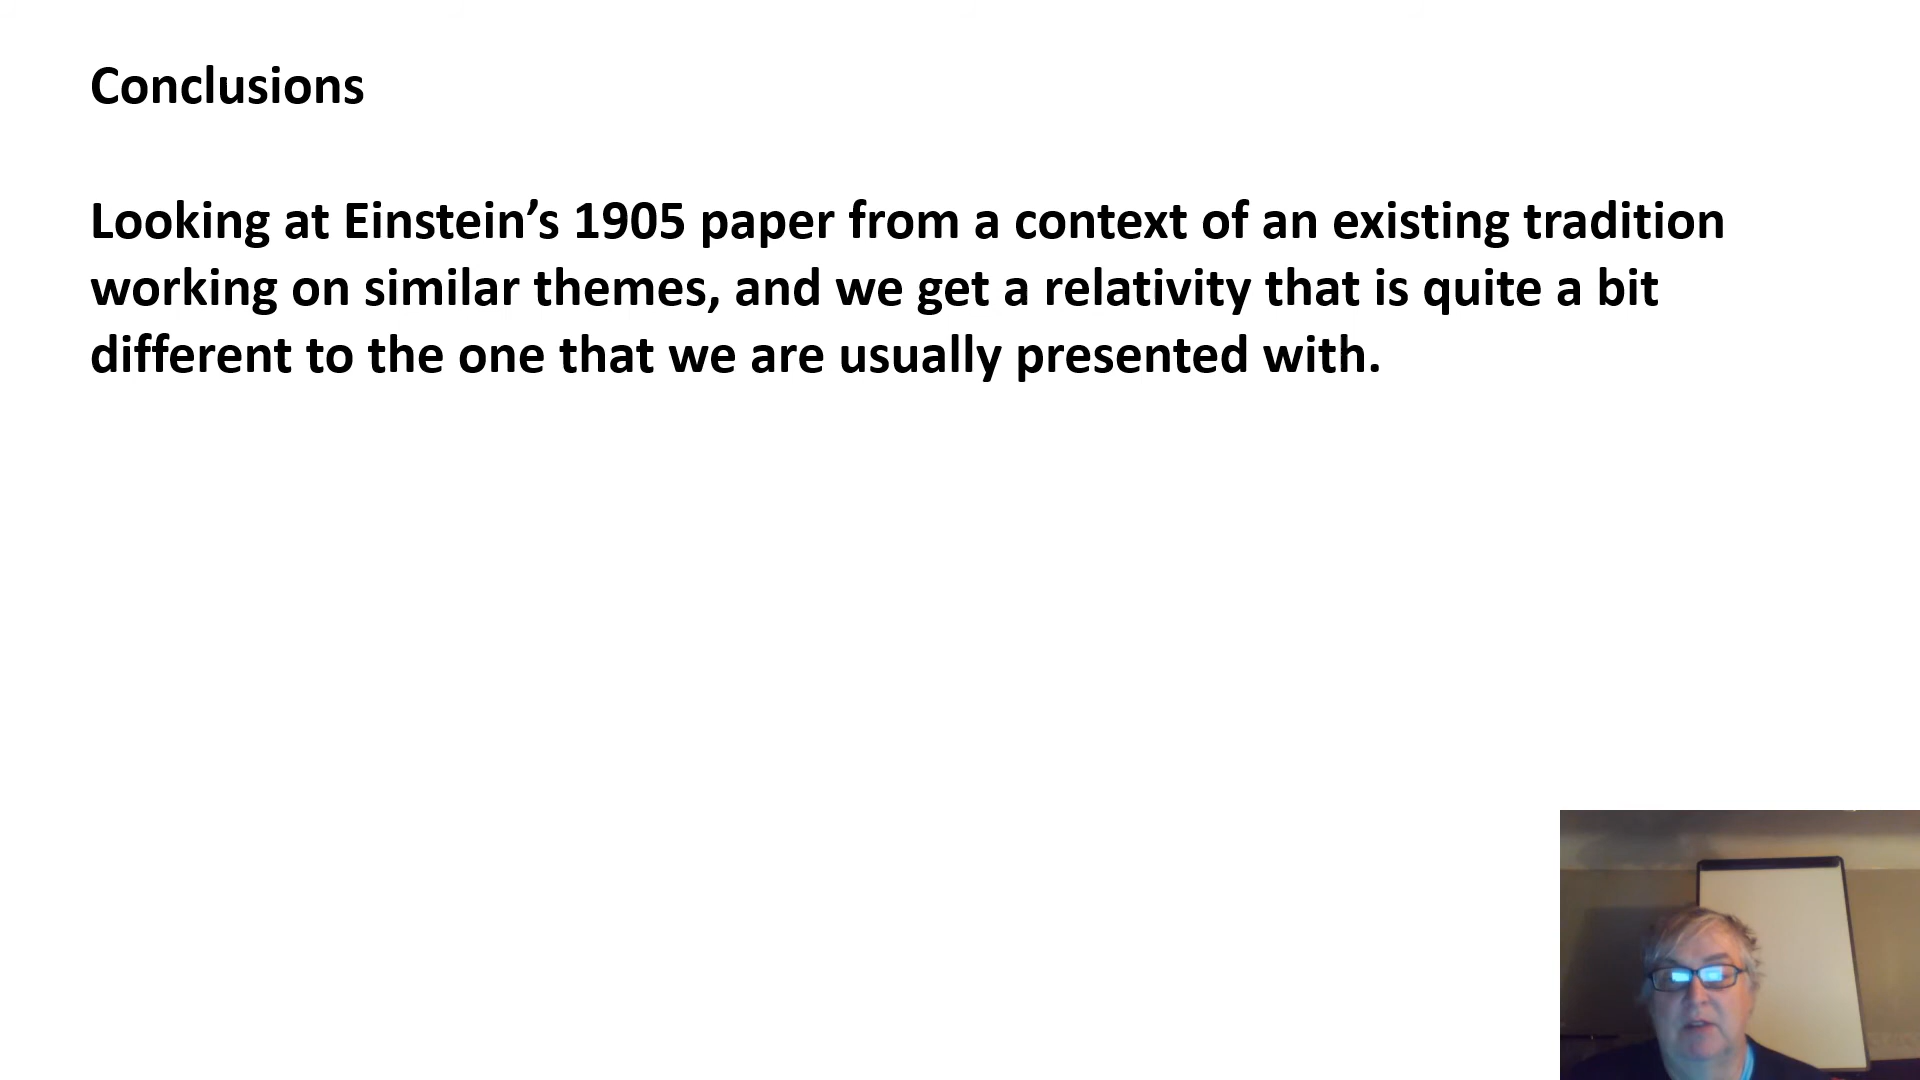 Conclusions
Looking at Einstein’s 1905 paper from a context of an existing tradition
working on similar themes, and we get a relativity that is quite a bit
different to the one that we are usually presented with.